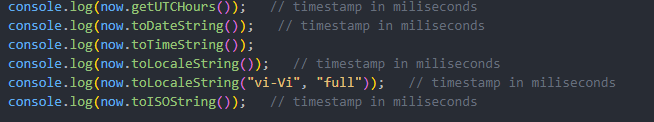 console.log(now.getUTCHours());   // timestamp in miliseconds
console.log(now.toDateString());   // timestamp in miliseconds
console.log(now.toTimeString());
console.log(now.toLocaleString());   // timestamp in miliseconds
console.log(now.toLocaleString("vi-Vi", "full"));   // timestamp in miliseconds
console.log(now.toISOString());   // timestamp in miliseconds